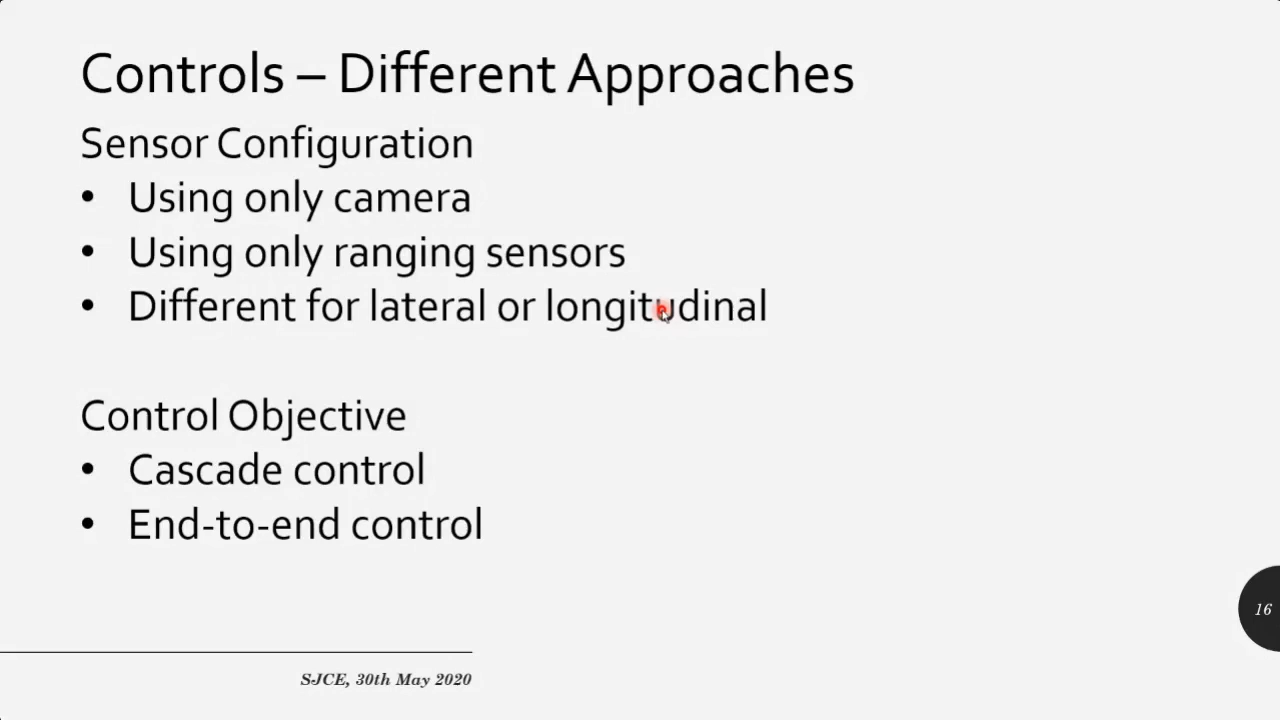 Controls – Different Approaches
Sensor Configuration
• Using only camera
• Using only ranging sensors
• Different for lateral or longitudinal
Control Objective
• Cascade control
• End-to-end control
16
SJCE, 30th May 2020